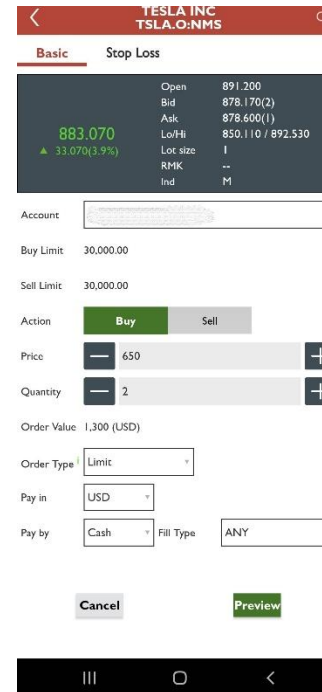 TESLA INC
TSLA.O:NMS
Basic Stop Loss
883.070
▲ 33.070(3.9%)
Open 891.200
Bid 878.170(2)
Ask 878.600(1)
Lo/Hi 850.110 / 892.530
Lot size 1
RMK --
Ind M
Account
Buy Limit 30,000.00
Sell Limit 30,000.00
Action Buy Sell
Price — 650 +
Quantity — 2 +
Order Value 1,300 (USD)
Order Type i Limit
Pay in USD
Pay by Cash Fill Type ANY
Cancel Preview